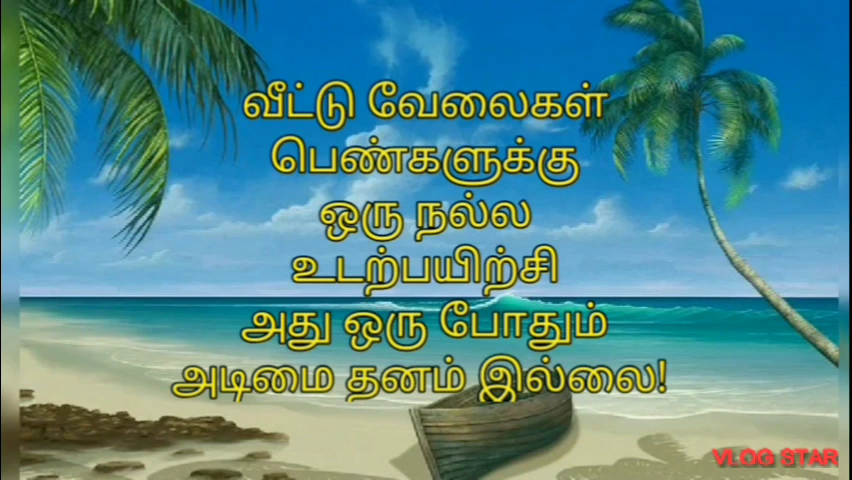 வீட்டு வேலைகள்
பெண்களுக்கு
ஒரு நல்ல
உடற்பயிற்சி
அது ஒரு போதும்
அடிமை தனம் இல்லை!
VLOG STAR